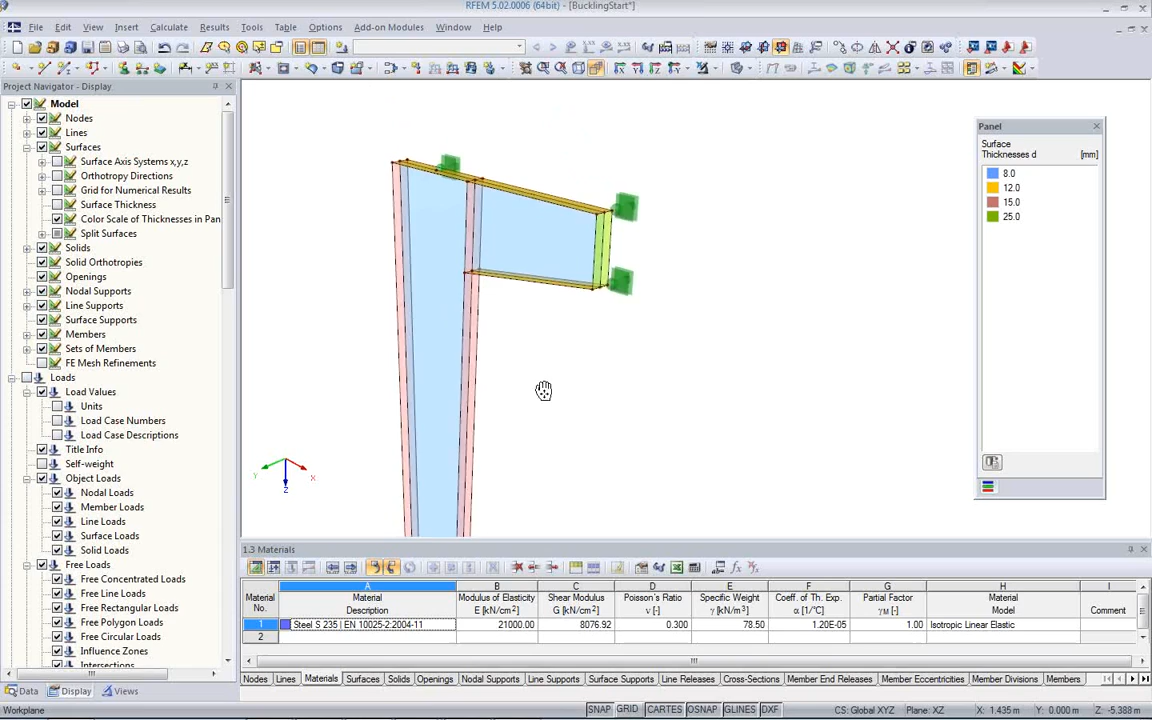 RFEM 5.02.0006 (64bit) - [BucklingStart*]
File Edit View Insert Calculate Results Tools Table Options Add-on Modules Window Help
Project Navigator - Display
Model
Nodes
Lines
Surfaces
Surface Axis Systems x,y,z
Orthotropy Directions
Grid for Numerical Results
Surface Thickness
Color Scale of Thicknesses in Pan
Split Surfaces
Solids
Solid Orthotropies
Openings
Nodal Supports
Line Supports
Surface Supports
Members
Sets of Members
FE Mesh Refinements
Loads
Load Values
Units
Load Case Numbers
Load Case Descriptions
Title Info
Self-weight
Object Loads
Nodal Loads
Member Loads
Line Loads
Surface Loads
Solid Loads
Free Loads
Free Concentrated Loads
Free Line Loads
Free Rectangular Loads
Free Polygon Loads
Free Circular Loads
Influence Zones
Intersections
Data Display Views
Y X Z
Panel
Surface
Thicknesses d [mm]
8.0
12.0
15.0
25.0
1.3 Materials
A B C D E F G H I
Material Material Modulus of Elasticity Shear Modulus Poisson's Ratio Specific Weight Coeff. of Th. Exp. Partial Factor Material
No. Description E [kN/cm2] G [kN/cm2] ν [-] γ [kN/m3] α [1/°C] γM [-] Model Comment
1 Steel S 235 | EN 10025-2:2004-11 21000.00 8076.92 0.300 78.50 1.20E-05 1.00 Isotropic Linear Elastic
2
Nodes Lines Materials Surfaces Solids Openings Nodal Supports Line Supports Surface Supports Line Releases Cross-Sections Member End Releases Member Eccentricities Member Divisions Members
Workplane SNAP GRID CARTES OSNAP GLINES DXF CS: Global XYZ Plane: XZ X: 1.435 m Y: 0.000 m Z: -5.388 m